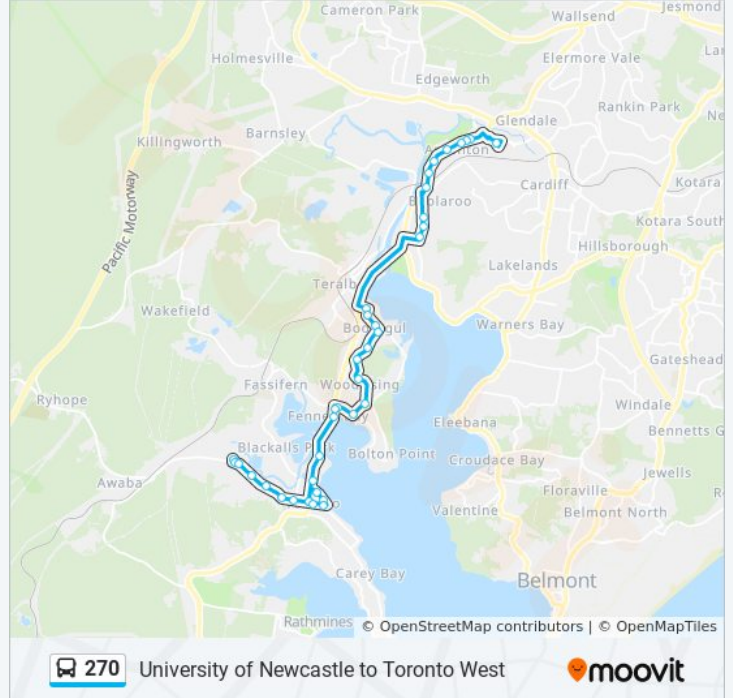 Cameron Park
Jesmond
Wallsend
Holmesville
Elermore Vale
Edgeworth
Rankin Park
Glendale
Barnsley
Killingworth
Cardiff
Kotara
Pacific Motorway
Kotara South
Hillsborough
Lakelands
Wakefield
Warners Bay
Gateshead
Fassifern
Ryhope
Windale
Eleebana
Bennetts G
Blackalls P
Bolton Point
Croudace Bay
Jewells
Awaba
Floraville
Valentine
Belmont North
Carey Bay
Belmont
Rathmines
© OpenStreetMap contributors | © OpenMapTiles
270 University of Newcastle to Toronto West
moovit